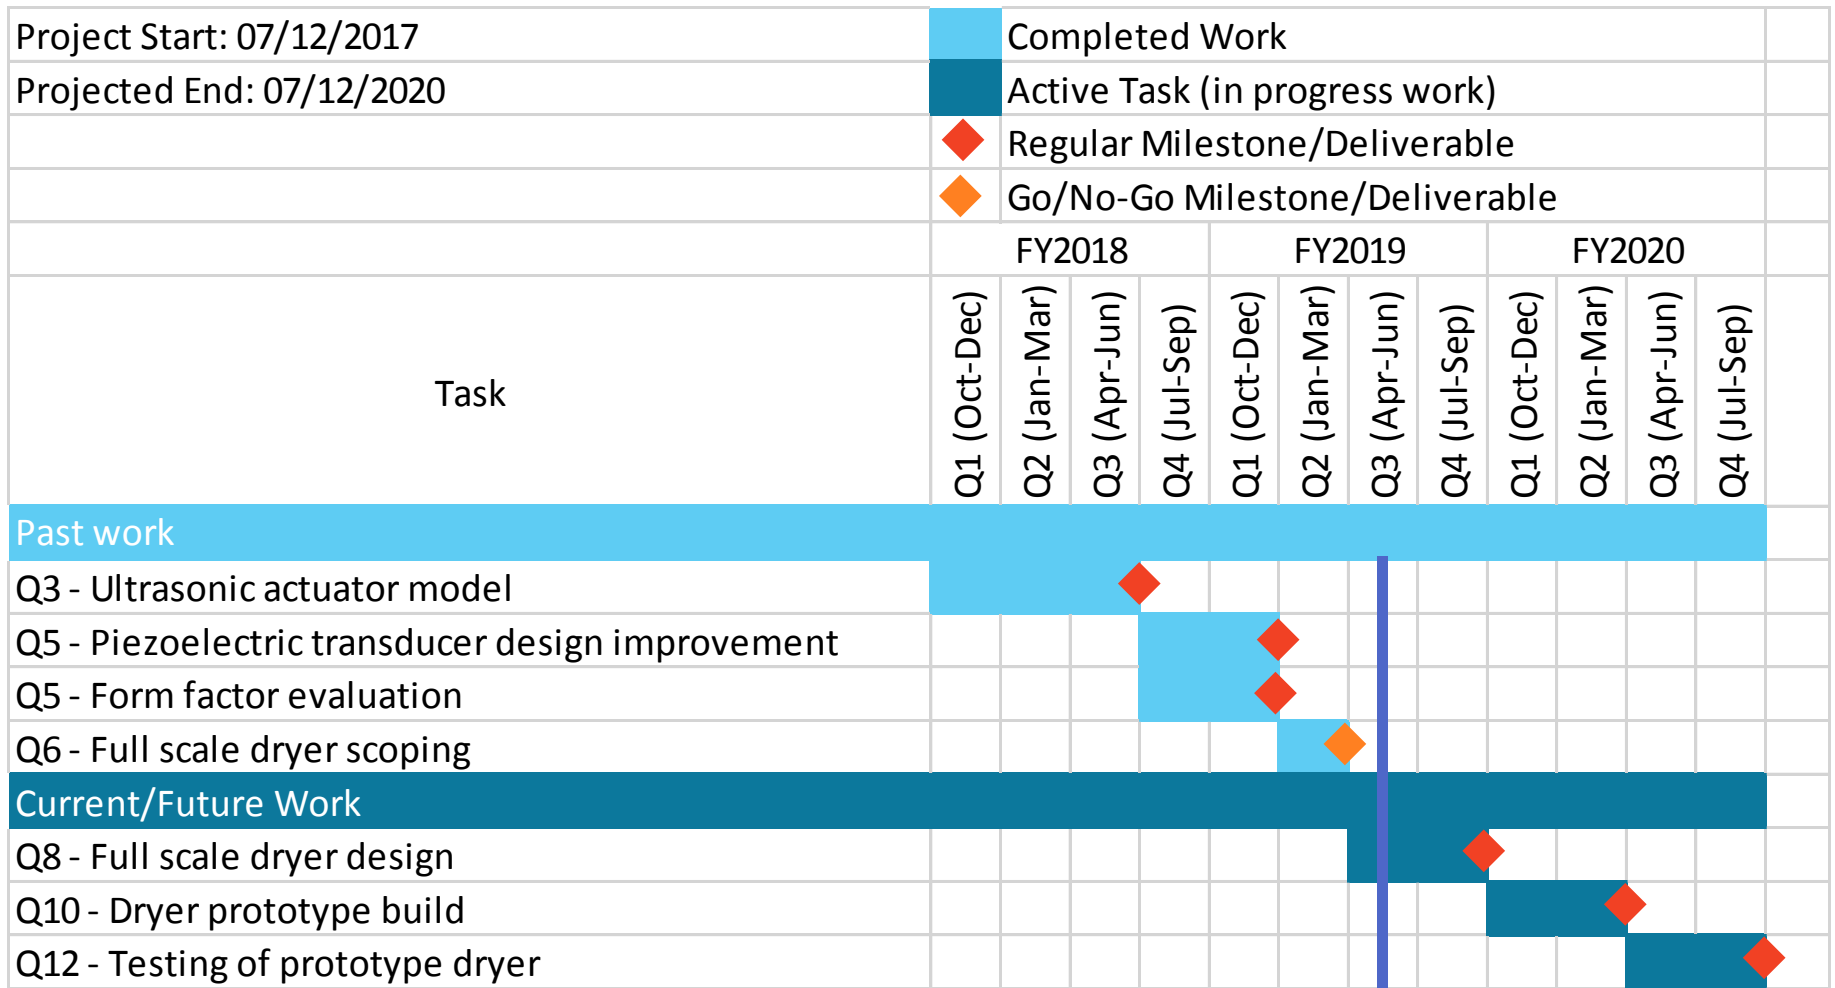 Project Start: 07/12/2017
Completed Work
Projected End: 07/12/2020
Active Task (in progress work)
Regular Milestone/Deliverable
Go/No-Go Milestone/Deliverable
FY2018
FY2019
FY2020
Task
Q1 (Oct-Dec)
Q2 (Jan-Mar)
Q3 (Apr-Jun)
Q4 (Jul-Sep)
Q1 (Oct-Dec)
Q2 (Jan-Mar)
Q3 (Apr-Jun)
Q4 (Jul-Sep)
Q1 (Oct-Dec)
Q2 (Jan-Mar)
Q3 (Apr-Jun)
Q4 (Jul-Sep)
Past work
Q3 - Ultrasonic actuator model
Q5 - Piezoelectric transducer design improvement
Q5 - Form factor evaluation
Q6 - Full scale dryer scoping
Current/Future Work
Q8 - Full scale dryer design
Q10 - Dryer prototype build
Q12 - Testing of prototype dryer